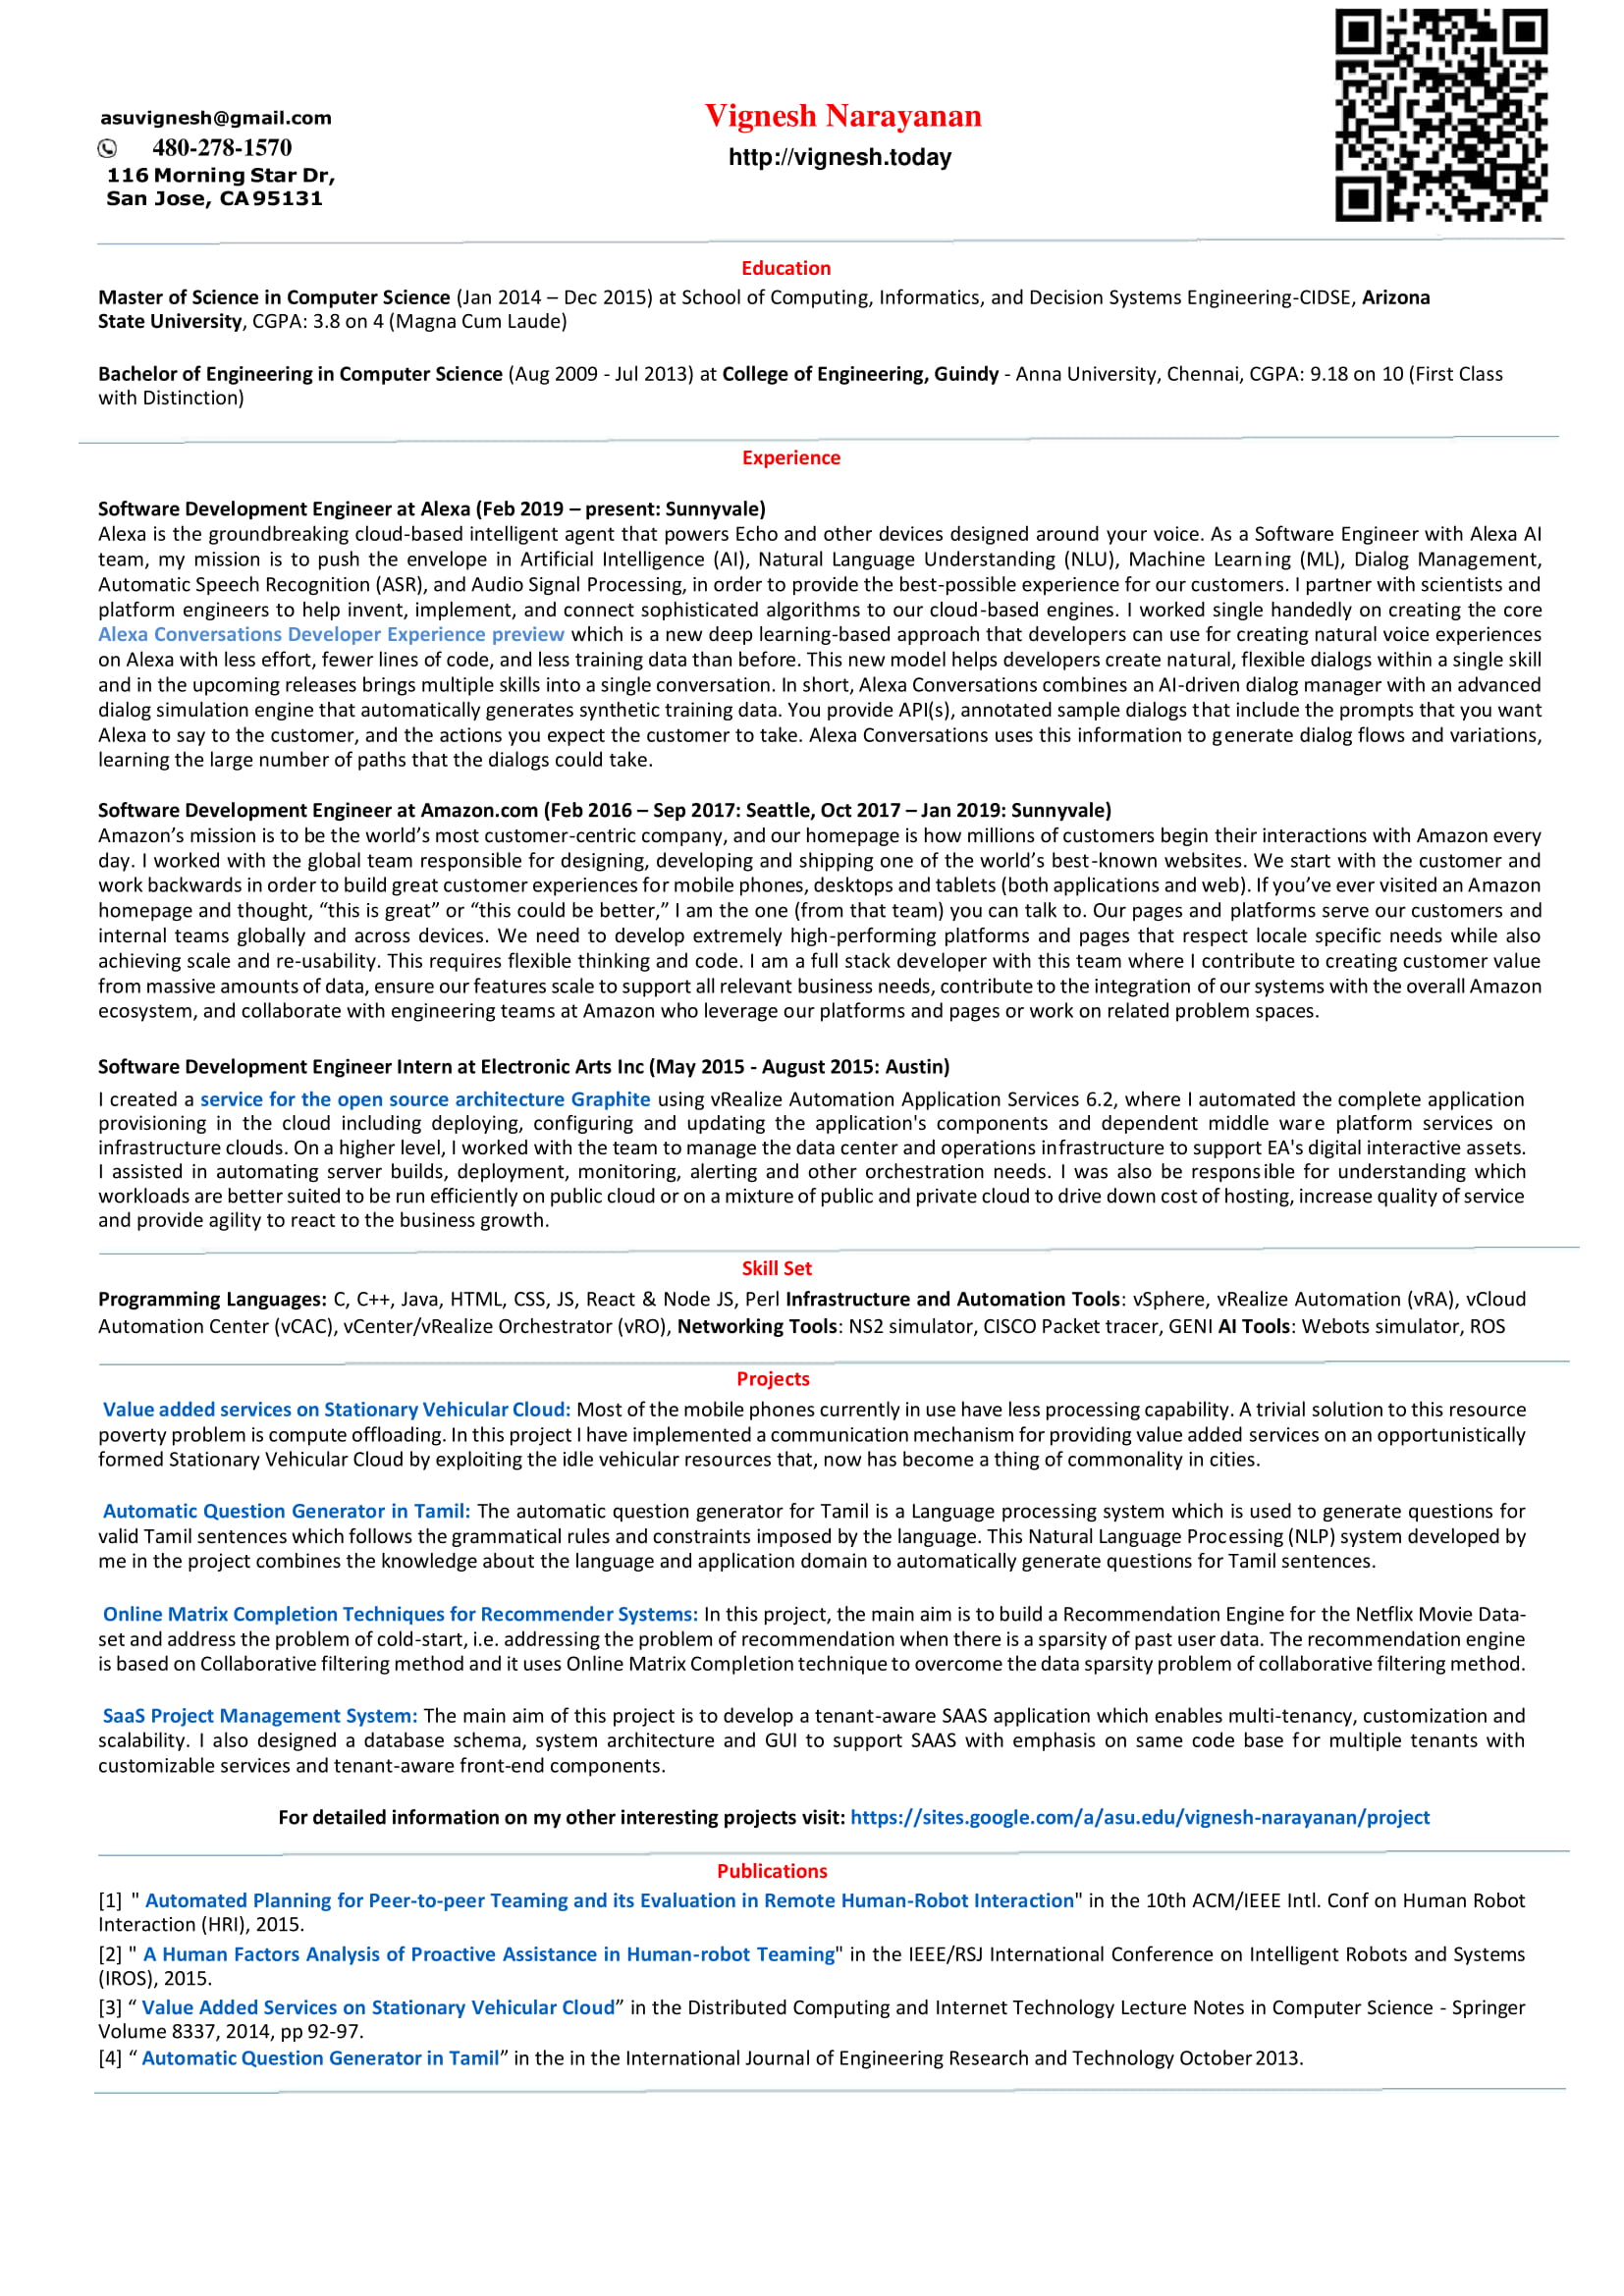 asuvignesh@gmail.com
480-278-1570
116 Morning Star Dr,
San Jose, CA 95131
Vignesh Narayanan
http://vignesh.today
Education
Master of Science in Computer Science (Jan 2014 – Dec 2015) at School of Computing, Informatics, and Decision Systems Engineering-CIDSE, Arizona
State University, CGPA: 3.8 on 4 (Magna Cum Laude)
Bachelor of Engineering in Computer Science (Aug 2009 - Jul 2013) at College of Engineering, Guindy - Anna University, Chennai, CGPA: 9.18 on 10 (First Class
with Distinction)
Experience
Software Development Engineer at Alexa (Feb 2019 – present: Sunnyvale)
Alexa is the groundbreaking cloud-based intelligent agent that powers Echo and other devices designed around your voice. As a Software Engineer with Alexa AI
team, my mission is to push the envelope in Artificial Intelligence (AI), Natural Language Understanding (NLU), Machine Learning (ML), Dialog Management,
Automatic Speech Recognition (ASR), and Audio Signal Processing, in order to provide the best-possible experience for our customers. I partner with scientists and
platform engineers to help invent, implement, and connect sophisticated algorithms to our cloud-based engines. I worked single handedly on creating the core
Alexa Conversations Developer Experience preview which is a new deep learning-based approach that developers can use for creating natural voice experiences
on Alexa with less effort, fewer lines of code, and less training data than before. This new model helps developers create natural, flexible dialogs within a single skill
and in the upcoming releases brings multiple skills into a single conversation. In short, Alexa Conversations combines an AI-driven dialog manager with an advanced
dialog simulation engine that automatically generates synthetic training data. You provide API(s), annotated sample dialogs that include the prompts that you want
Alexa to say to the customer, and the actions you expect the customer to take. Alexa Conversations uses this information to generate dialog flows and variations,
learning the large number of paths that the dialogs could take.
Software Development Engineer at Amazon.com (Feb 2016 – Sep 2017: Seattle, Oct 2017 – Jan 2019: Sunnyvale)
Amazon’s mission is to be the world’s most customer-centric company, and our homepage is how millions of customers begin their interactions with Amazon every
day. I worked with the global team responsible for designing, developing and shipping one of the world’s best-known websites. We start with the customer and
work backwards in order to build great customer experiences for mobile phones, desktops and tablets (both applications and web). If you’ve ever visited an Amazon
homepage and thought, “this is great” or “this could be better,” I am the one (from that team) you can talk to. Our pages and platforms serve our customers and
internal teams globally and across devices. We need to develop extremely high-performing platforms and pages that respect locale specific needs while also
achieving scale and re-usability. This requires flexible thinking and code. I am a full stack developer with this team where I contribute to creating customer value
from massive amounts of data, ensure our features scale to support all relevant business needs, contribute to the integration of our systems with the overall Amazon
ecosystem, and collaborate with engineering teams at Amazon who leverage our platforms and pages or work on related problem spaces.
Software Development Engineer Intern at Electronic Arts Inc (May 2015 - August 2015: Austin)
I created a service for the open source architecture Graphite using vRealize Automation Application Services 6.2, where I automated the complete application
provisioning in the cloud including deploying, configuring and updating the application's components and dependent middle ware platform services on
infrastructure clouds. On a higher level, I worked with the team to manage the data center and operations infrastructure to support EA's digital interactive assets.
I assisted in automating server builds, deployment, monitoring, alerting and other orchestration needs. I was also be responsible for understanding which
workloads are better suited to be run efficiently on public cloud or on a mixture of public and private cloud to drive down cost of hosting, increase quality of service
and provide agility to react to the business growth.
Skill Set
Programming Languages: C, C++, Java, HTML, CSS, JS, React & Node JS, Perl Infrastructure and Automation Tools: vSphere, vRealize Automation (vRA), vCloud
Automation Center (vCAC), vCenter/vRealize Orchestrator (vRO), Networking Tools: NS2 simulator, CISCO Packet tracer, GENI AI Tools: Webots simulator, ROS
Projects
Value added services on Stationary Vehicular Cloud: Most of the mobile phones currently in use have less processing capability. A trivial solution to this resource
poverty problem is compute offloading. In this project I have implemented a communication mechanism for providing value added services on an opportunistically
formed Stationary Vehicular Cloud by exploiting the idle vehicular resources that, now has become a thing of commonality in cities.
Automatic Question Generator in Tamil: The automatic question generator for Tamil is a Language processing system which is used to generate questions for
valid Tamil sentences which follows the grammatical rules and constraints imposed by the language. This Natural Language Processing (NLP) system developed by
me in the project combines the knowledge about the language and application domain to automatically generate questions for Tamil sentences.
Online Matrix Completion Techniques for Recommender Systems: In this project, the main aim is to build a Recommendation Engine for the Netflix Movie Data-
set and address the problem of cold-start, i.e. addressing the problem of recommendation when there is a sparsity of past user data. The recommendation engine
is based on Collaborative filtering method and it uses Online Matrix Completion technique to overcome the data sparsity problem of collaborative filtering method.
SaaS Project Management System: The main aim of this project is to develop a tenant-aware SAAS application which enables multi-tenancy, customization and
scalability. I also designed a database schema, system architecture and GUI to support SAAS with emphasis on same code base for multiple tenants with
customizable services and tenant-aware front-end components.
For detailed information on my other interesting projects visit: https://sites.google.com/a/asu.edu/vignesh-narayanan/project
Publications
[1] " Automated Planning for Peer-to-peer Teaming and its Evaluation in Remote Human-Robot Interaction" in the 10th ACM/IEEE Intl. Conf on Human Robot
Interaction (HRI), 2015.
[2] " A Human Factors Analysis of Proactive Assistance in Human-robot Teaming" in the IEEE/RSJ International Conference on Intelligent Robots and Systems
(IROS), 2015.
[3] “ Value Added Services on Stationary Vehicular Cloud” in the Distributed Computing and Internet Technology Lecture Notes in Computer Science - Springer
Volume 8337, 2014, pp 92-97.
[4] “ Automatic Question Generator in Tamil” in the in the International Journal of Engineering Research and Technology October 2013.